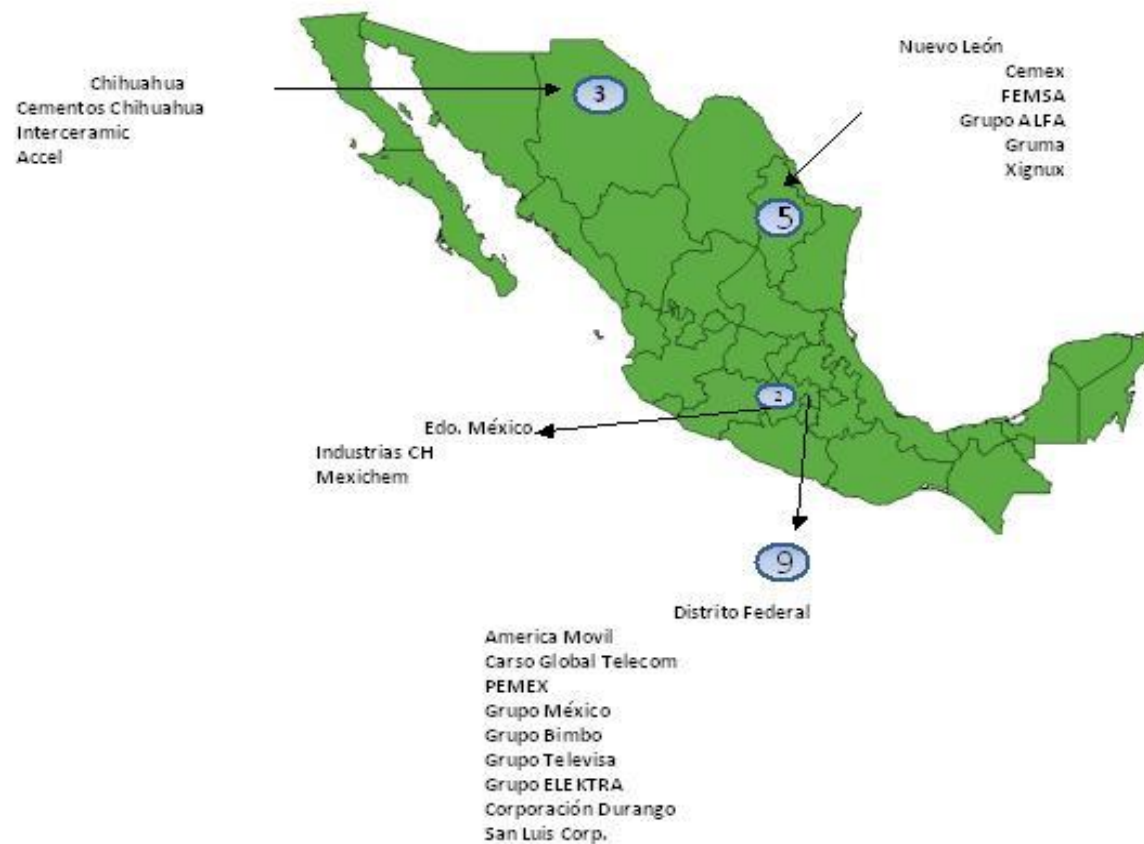 Chihuahua
Cementos Chihuahua
Interceramic
Accel
3
Nuevo León
Cemex
FEMSA
Grupo ALFA
Gruma
Xignux
5
2
Edo. México
Industrias CH
Mexichem
9
Distrito Federal
America Movil
Carso Global Telecom
PEMEX
Grupo México
Grupo Bimbo
Grupo Televisa
Grupo ELEKTRA
Corporación Durango
San Luis Corp.